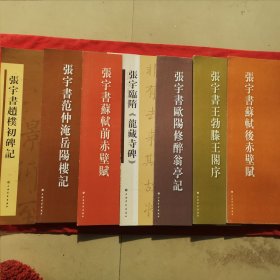 張宇書趙樸初碑記
張宇書范仲淹岳陽樓記
張宇書蘇軾前赤壁賦
張宇臨隋《龍藏寺碑》
張宇書歐陽修醉翁亭記
張宇書王勃滕王閣序
張宇書蘇軾後赤壁賦